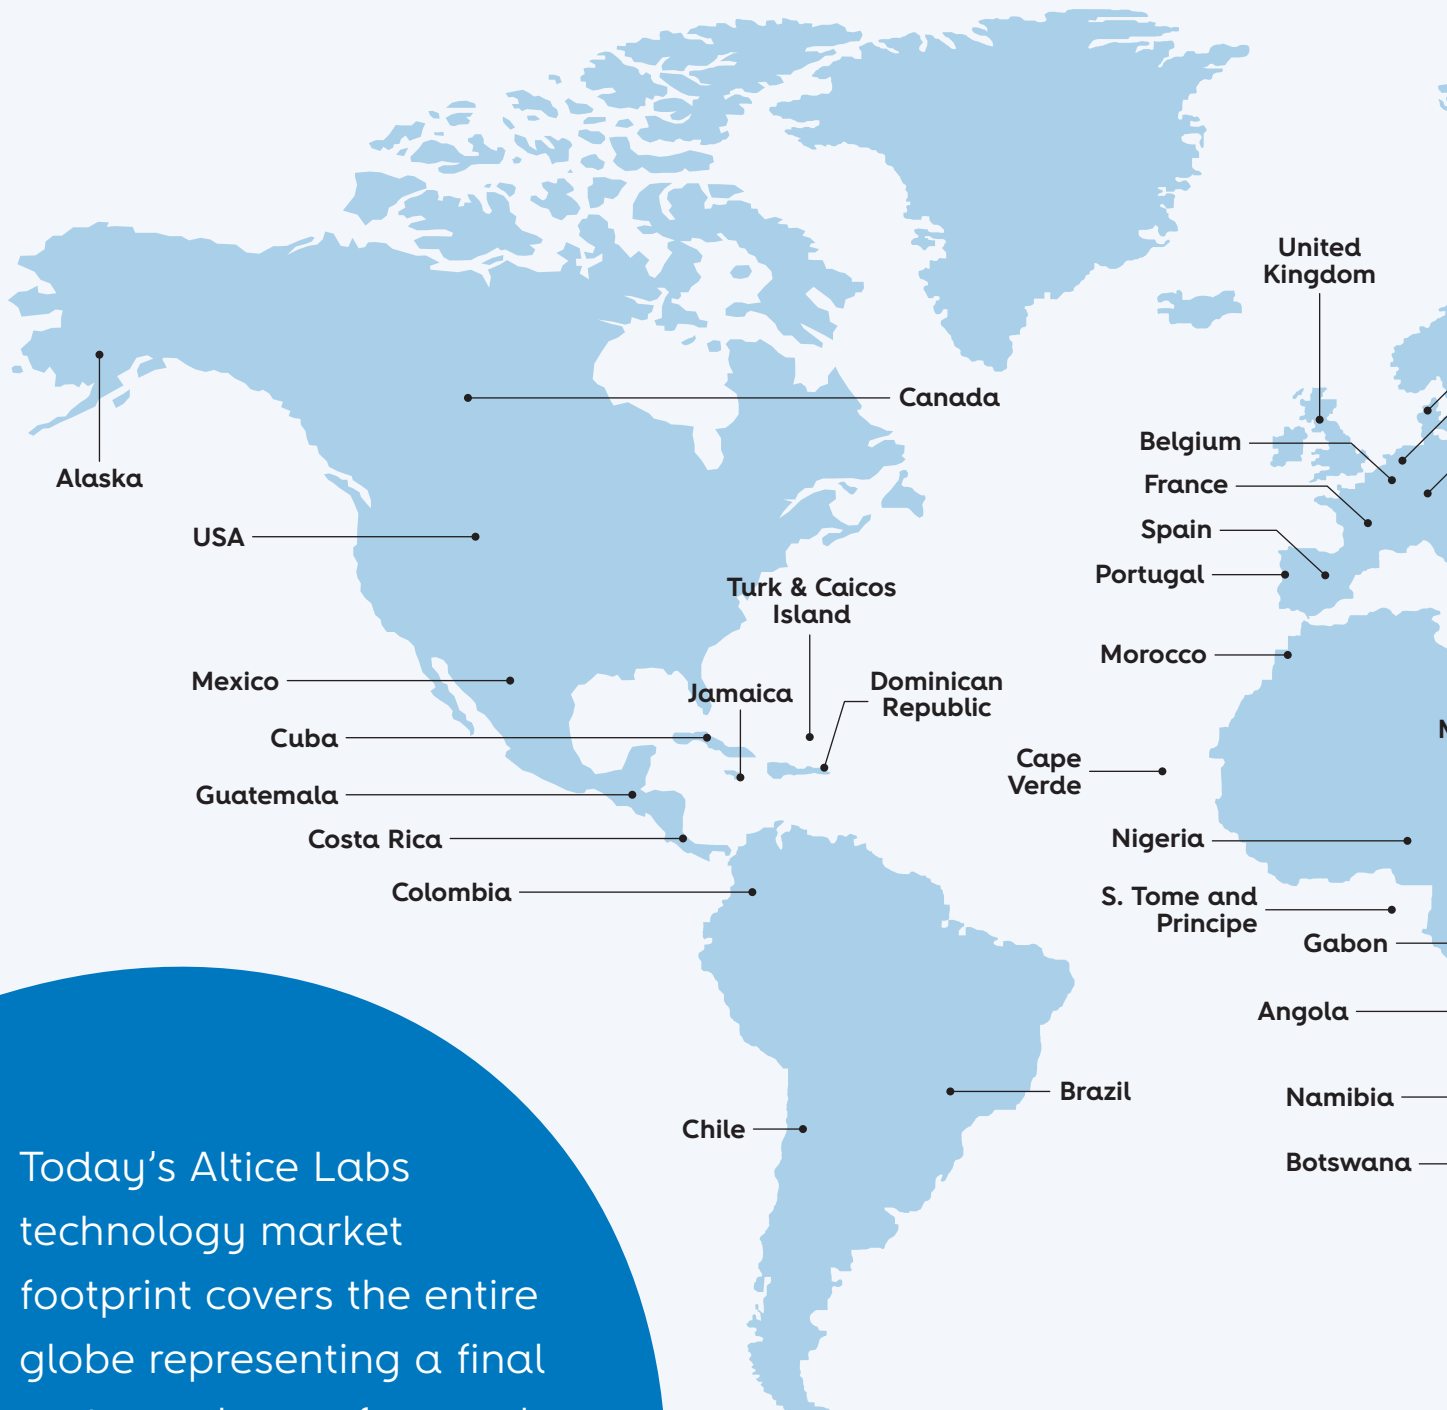 United
Kingdom
Canada
Belgium
Alaska
France
Spain
USA
Portugal
Turk & Caicos
Island
Morocco
Mexico
Jamaica
Dominican
Republic
Cuba
Cape
Verde
Guatemala
Costa Rica
Nigeria
Colombia
S. Tome and
Principe
Gabon
Angola
Brazil
Namibia
Chile
Botswana
Today's Altice Labs
technology market
footprint covers the entire
globe representing a final